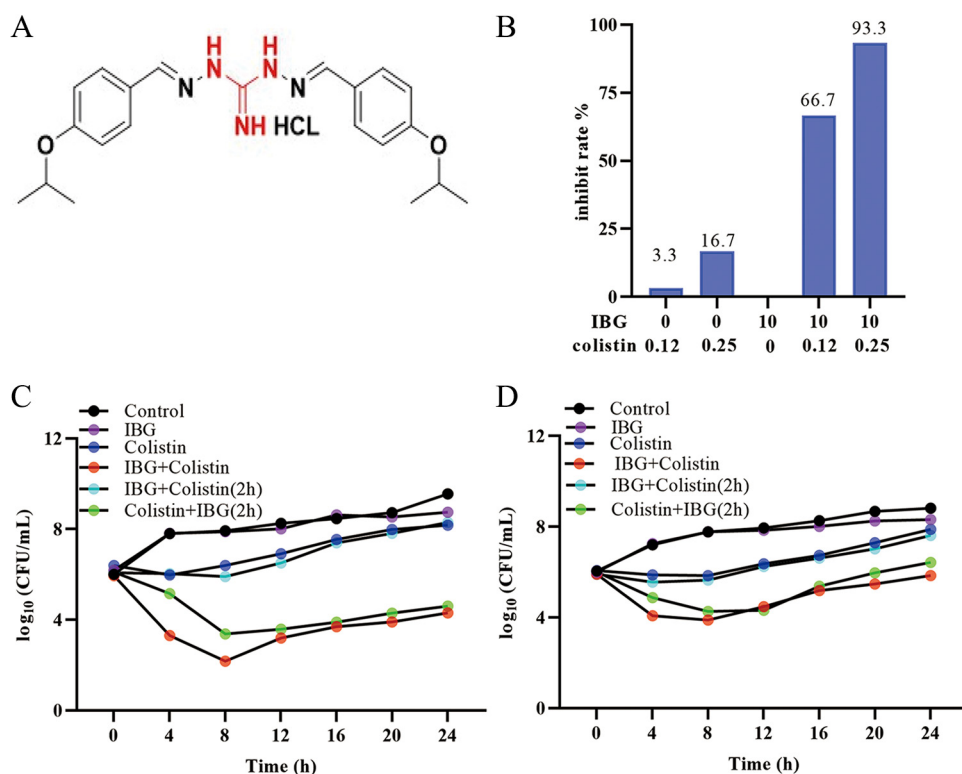 A
H
H
N
N
N
N
NH HCL
O
O
B
inhibit rate %
100
75
50
25
0
3.3
16.7
66.7
93.3
IBG 0 0 10 10 10
colistin 0.12 0.25 0 0.12 0.25
C
Control
IBG
Colistin
IBG+Colistin
IBG+Colistin(2h)
Colistin+IBG(2h)
log10 (CFU/mL)
12
8
4
0
0 4 8 12 16 20 24
Time (h)
D
Control
IBG
Colistin
IBG+Colistin
IBG+Colistin(2h)
Colistin+IBG(2h)
log10 (CFU/mL)
12
8
4
0
0 4 8 12 16 20 24
Time (h)